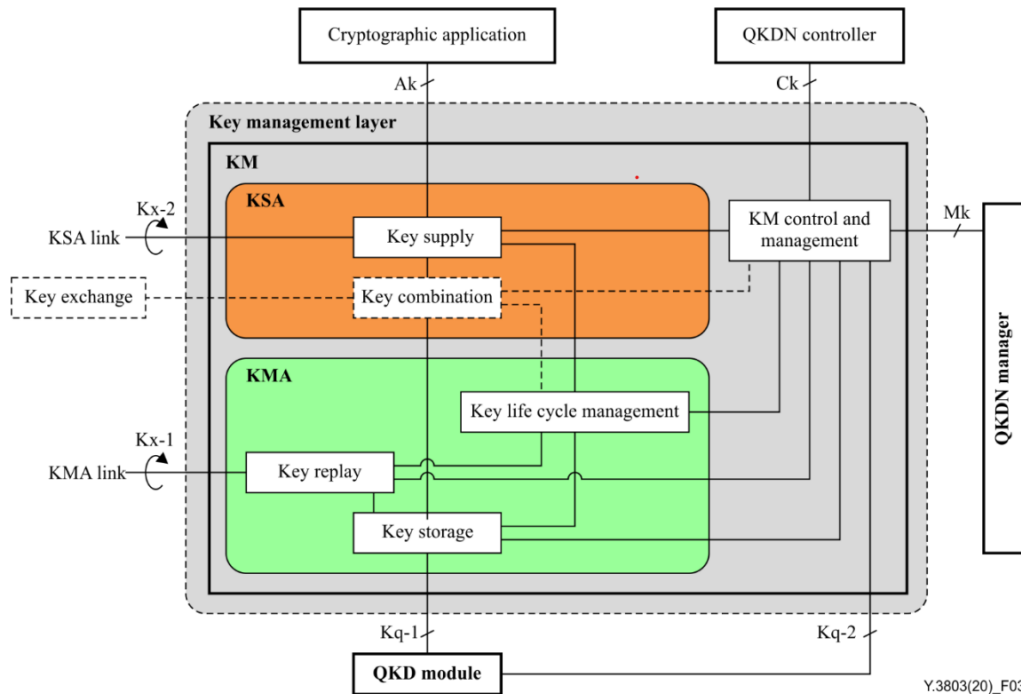 Cryptographic application
QKDN controller
Ak
Ck
Key management layer
KM
KSA
Kx-2
KSA link
Key supply
KM control and
management
Mk
Key exchange
Key combination
QKDN manager
KMA
Key life cycle management
Kx-1
KMA link
Key replay
Key storage
Kq-1
Kq-2
QKD module
Y.3803(20)_F03